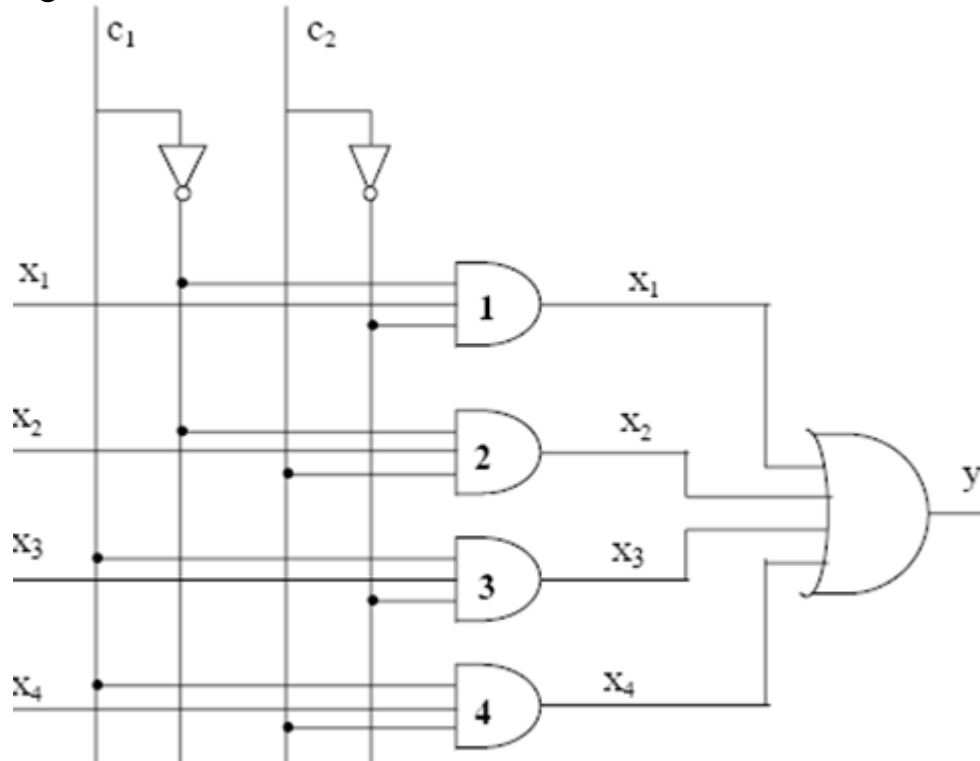 c₁ c₂
x₁ 1 x₁
x₂ 2 x₂
y
x₃ 3 x₃
x₄ 4 x₄